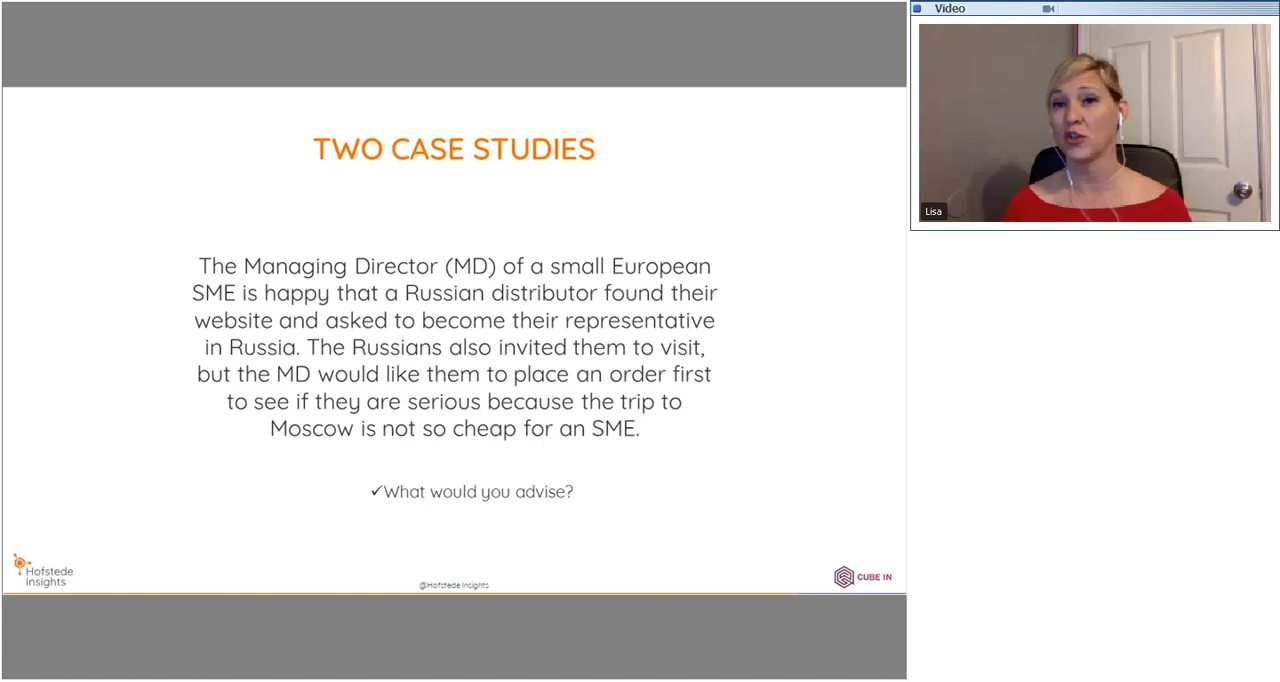 Video
TWO CASE STUDIES
The Managing Director (MD) of a small European
SME is happy that a Russian distributor found their
website and asked to become their representative
in Russia. The Russians also invited them to visit,
but the MD would like them to place an order first
to see if they are serious because the trip to
Moscow is not so cheap for an SME.
✓What would you advise?
Hofstede
Insights
@Hofstede Insights
CUBE IN
Lisa